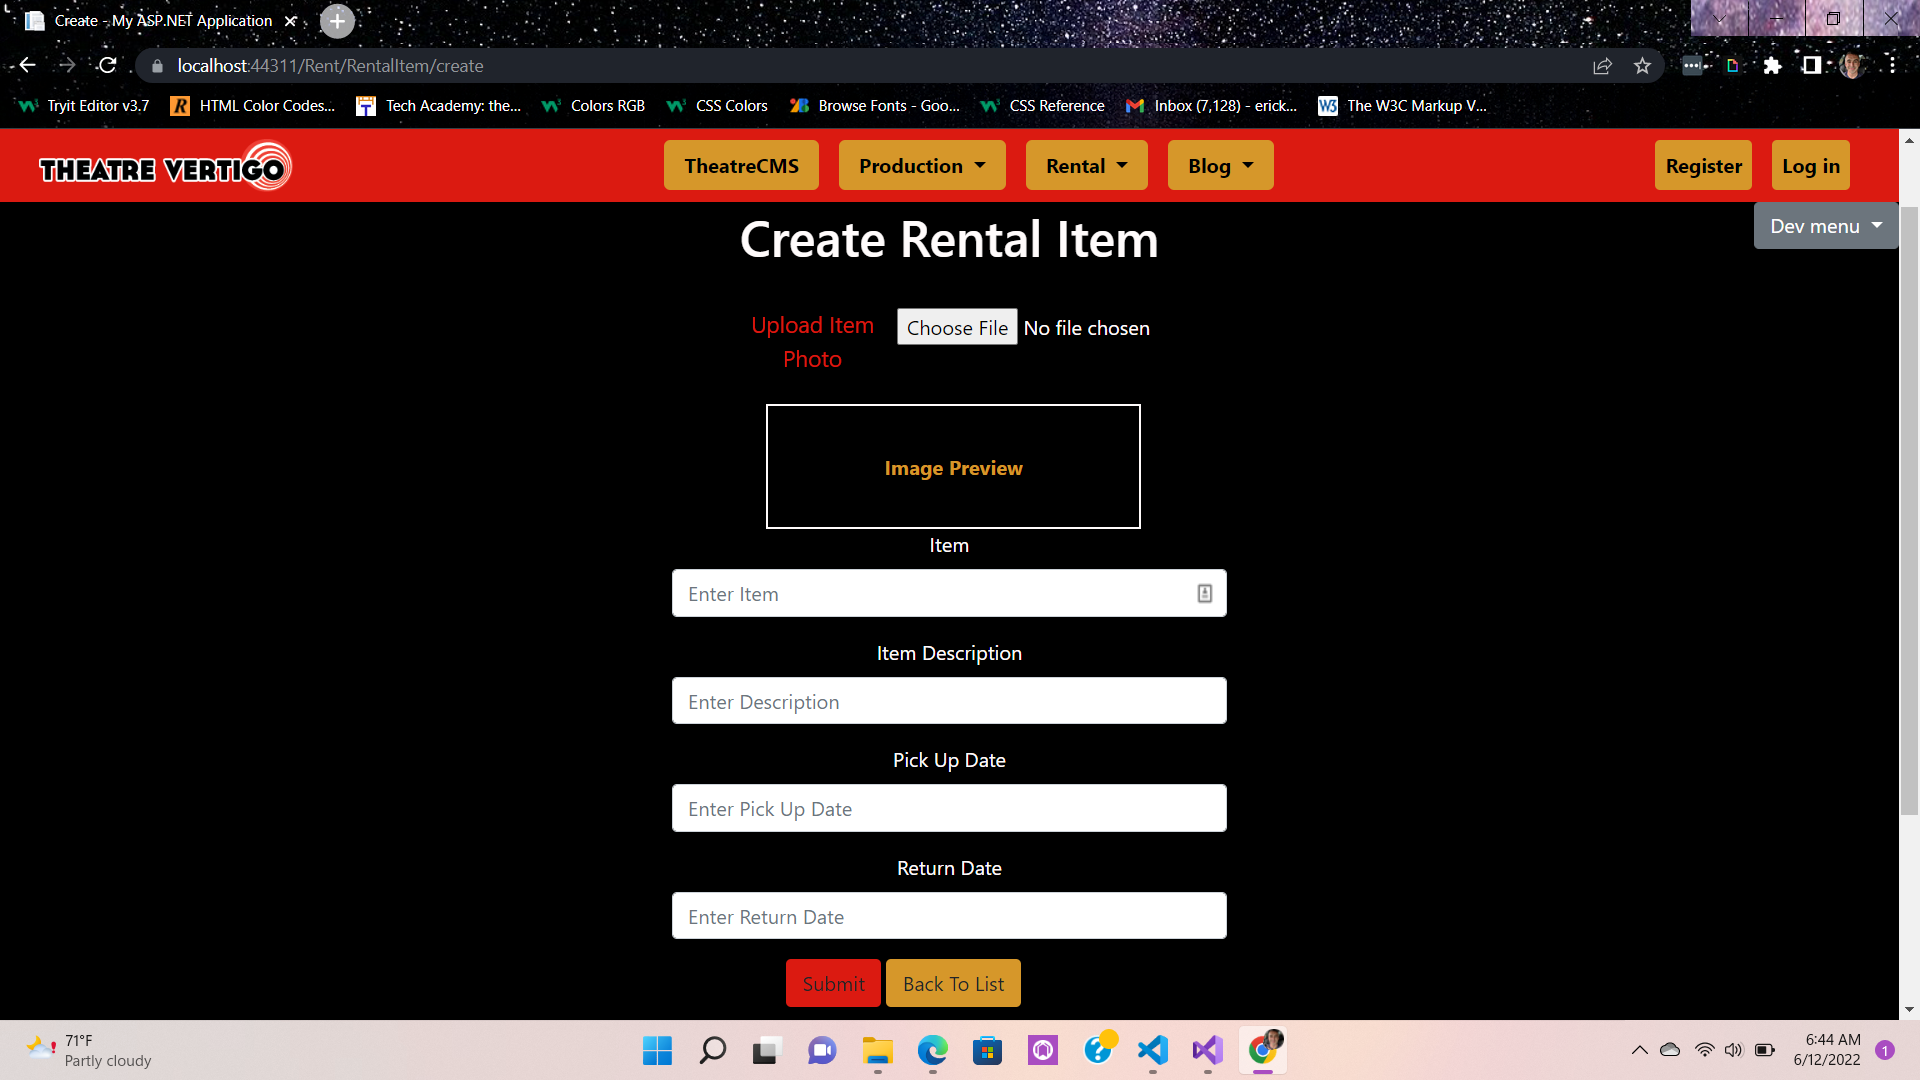 Create - My ASP.NET Application
localhost:44311/Rent/RentalItem/create
Tryit Editor v3.7 HTML Color Codes... Tech Academy: the... Colors RGB CSS Colors Browse Fonts - Goo... CSS Reference Inbox (7,128) - erick... The W3C Markup V...
THEATRE VERTIGO TheatreCMS Production Rental Blog Register Log in
Dev menu
Create Rental Item
Upload Item
Photo
Choose File No file chosen
Image Preview
Item
Enter Item
Item Description
Enter Description
Pick Up Date
Enter Pick Up Date
Return Date
Enter Return Date
Submit Back To List
71°F
Partly cloudy
6:44 AM
6/12/2022
1